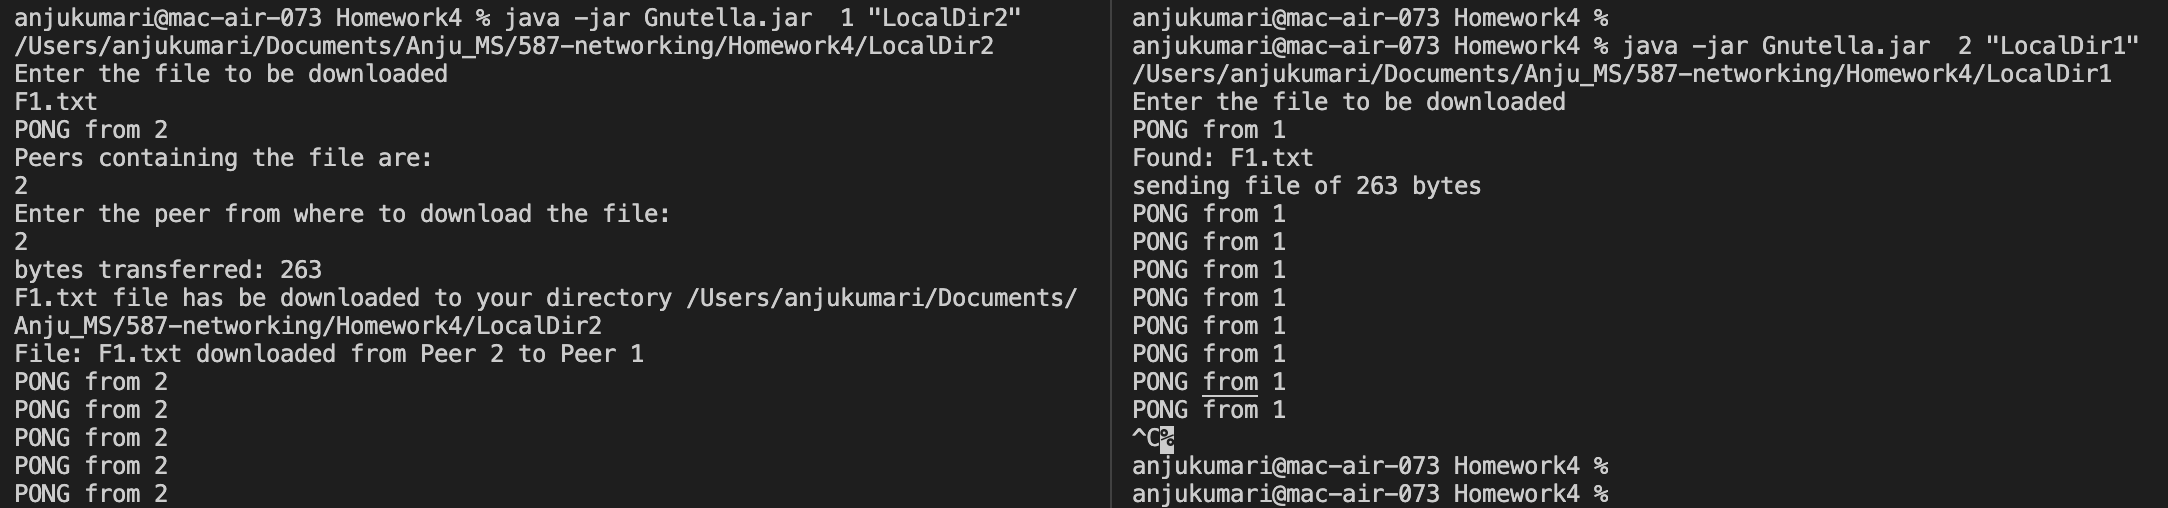 anjukumari@mac-air-073 Homework4 % java -jar Gnutella.jar  1 "LocalDir2"
/Users/anjukumari/Documents/Anju_MS/587-networking/Homework4/LocalDir2
Enter the file to be downloaded
F1.txt
PONG from 2
Peers containing the file are:
2
Enter the peer from where to download the file:
2
bytes transferred: 263
F1.txt file has be downloaded to your directory /Users/anjukumari/Documents/
Anju_MS/587-networking/Homework4/LocalDir2
File: F1.txt downloaded from Peer 2 to Peer 1
PONG from 2
PONG from 2
PONG from 2
PONG from 2
PONG from 2
anjukumari@mac-air-073 Homework4 %
anjukumari@mac-air-073 Homework4 % java -jar Gnutella.jar  2 "LocalDir1"
/Users/anjukumari/Documents/Anju_MS/587-networking/Homework4/LocalDir1
Enter the file to be downloaded
PONG from 1
Found: F1.txt
sending file of 263 bytes
PONG from 1
PONG from 1
PONG from 1
PONG from 1
PONG from 1
PONG from 1
PONG from 1
PONG from 1
^C%
anjukumari@mac-air-073 Homework4 %
anjukumari@mac-air-073 Homework4 %